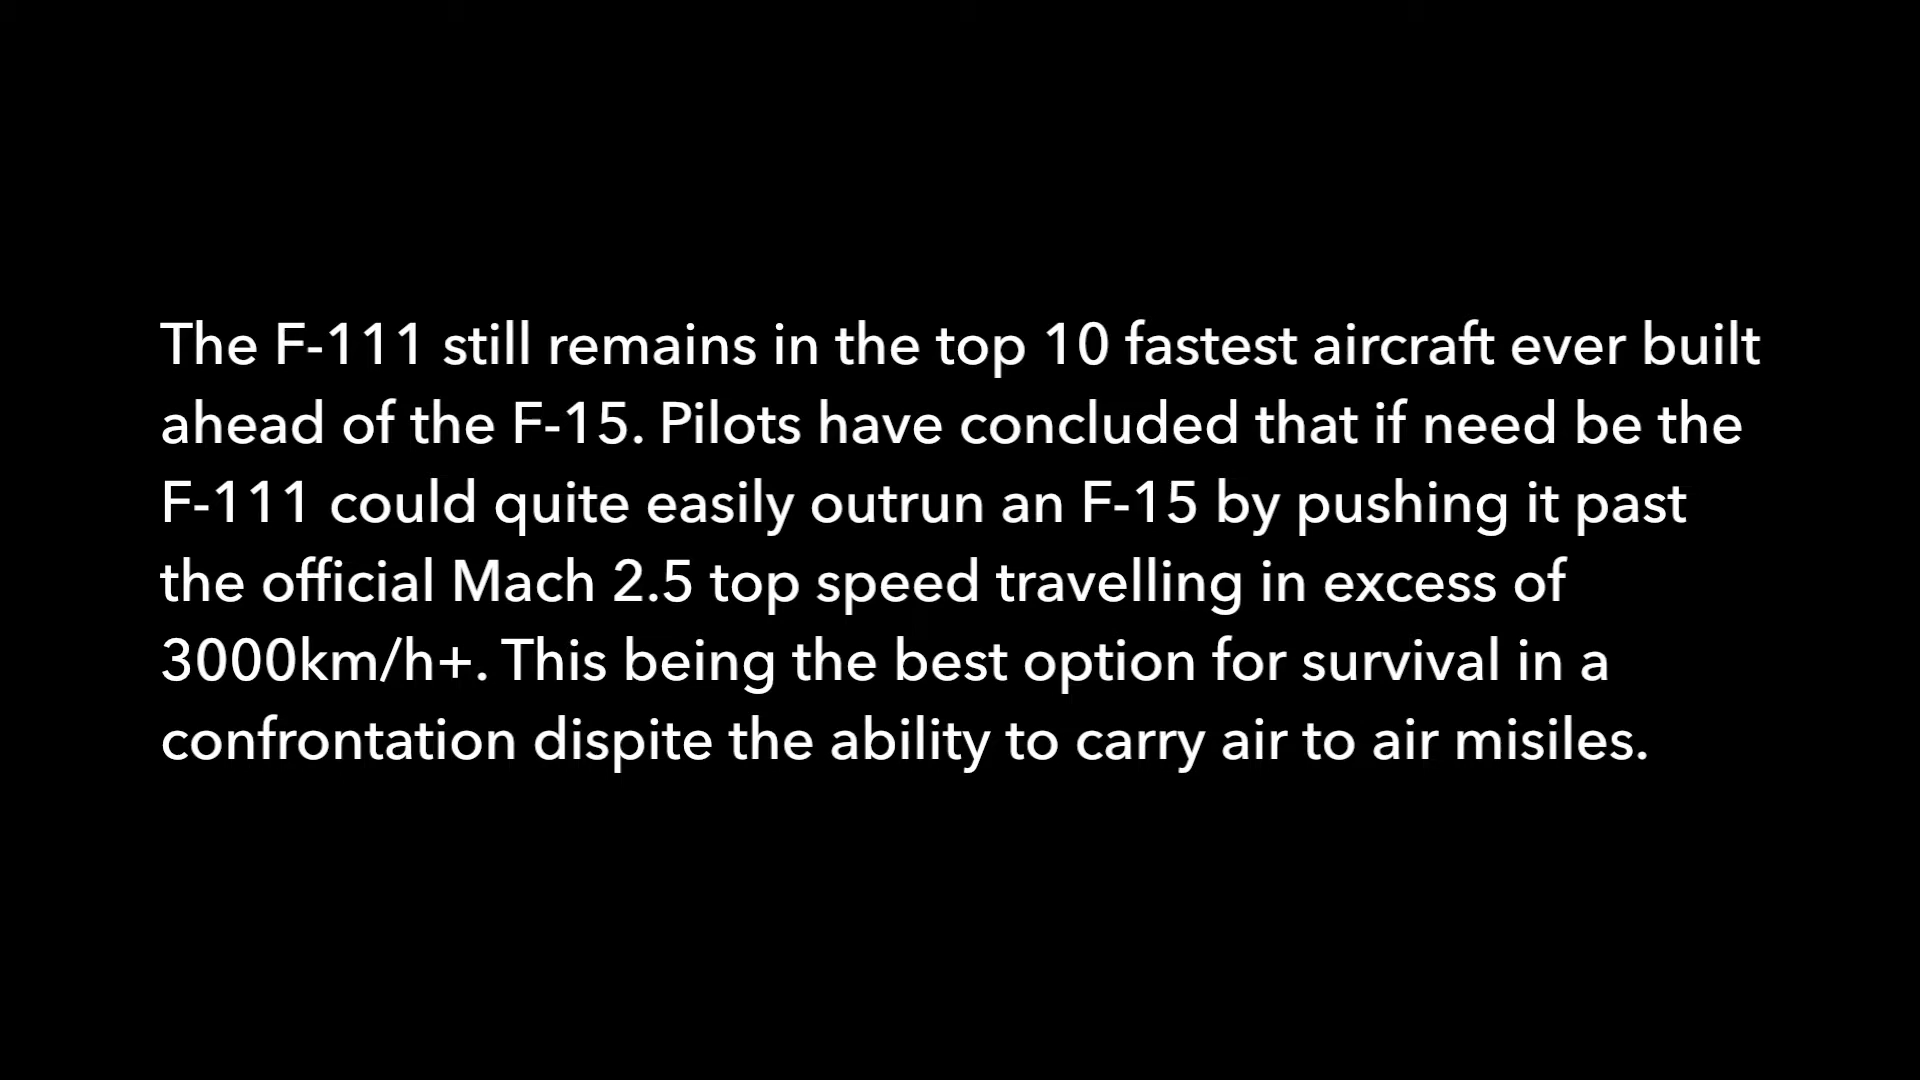 The F-111 still remains in the top 10 fastest aircraft ever built
ahead of the F-15. Pilots have concluded that if need be the
F-111 could quite easily outrun an F-15 by pushing it past
the official Mach 2.5 top speed travelling in excess of
3000km/h+. This being the best option for survival in a
confrontation dispite the ability to carry air to air misiles.